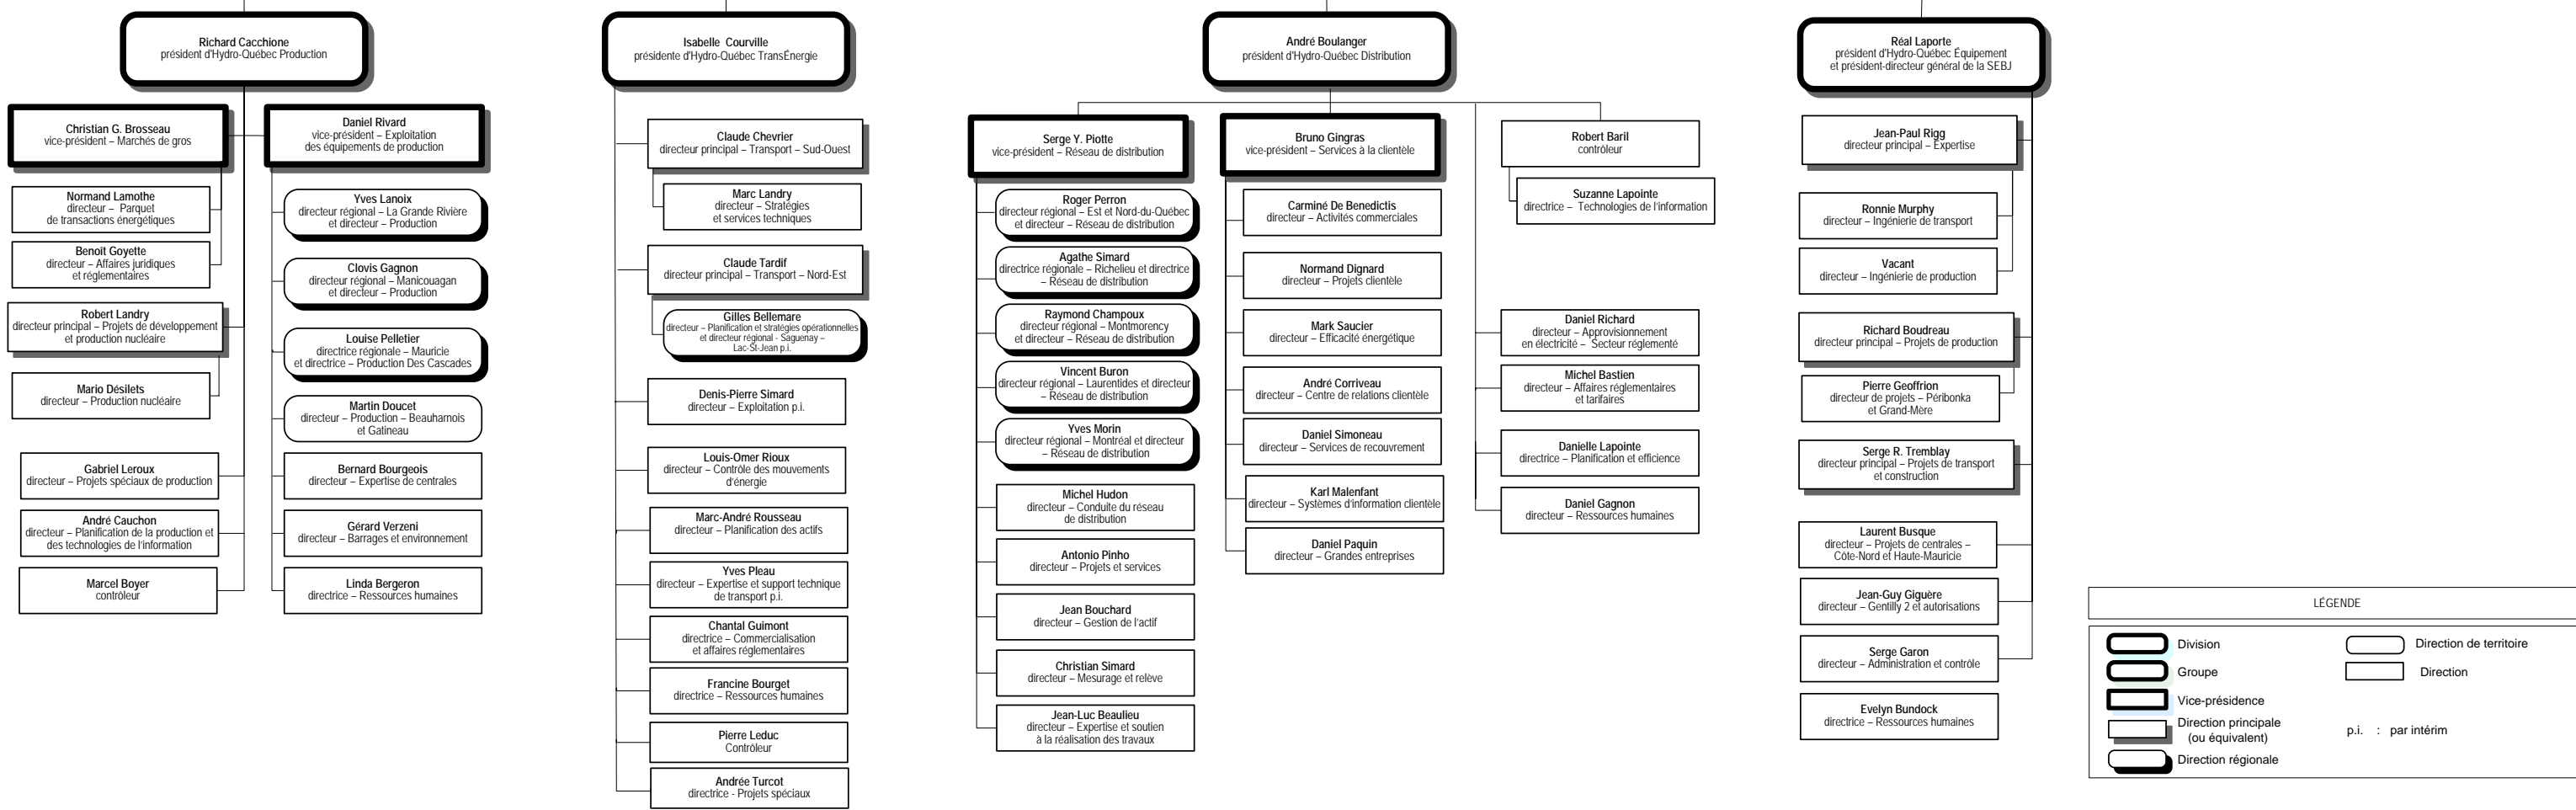 Richard Cacchione
président d'Hydro-Québec Production
Christian G. Brosseau
vice-président – Marchés de gros
Normand Lamothe
directeur – Parquet
de transactions énergétiques
Benoît Goyette
directeur – Affaires juridiques
et réglementaires
Robert Landry
directeur principal – Projets de développement
et production nucléaire
Mario Désilets
directeur – Production nucléaire
Gabriel Leroux
directeur – Projets spéciaux de production
André Cauchon
directeur – Planification de la production et
des technologies de l'information
Marcel Boyer
contrôleur
Daniel Rivard
vice-président – Exploitation
des équipements de production
Yves Lanoix
directeur régional – La Grande Rivière
et directeur – Production
Clovis Gagnon
directeur régional – Manicouagan
et directeur – Production
Louise Pelletier
directrice régionale – Mauricie
et directrice – Production Des Cascades
Martin Doucet
directeur – Production – Beauharnois
et Gatineau
Bernard Bourgeois
directeur – Expertise de centrales
Gérard Verzeni
directeur – Barrages et environnement
Linda Bergeron
directrice – Ressources humaines
Isabelle Courville
présidente d'Hydro-Québec TransÉnergie
Claude Chevrier
directeur principal – Transport – Sud-Ouest
Marc Landry
directeur – Stratégies
et services techniques
Claude Tardif
directeur principal – Transport – Nord-Est
Gilles Bellemare
directeur – Planification et stratégies opérationnelles
et directeur régional - Saguenay –
Lac-St-Jean p.i.
Denis-Pierre Simard
directeur – Exploitation p.i.
Louis-Omer Rioux
directeur – Contrôle des mouvements
d'énergie
Marc-André Rousseau
directeur – Planification des actifs
Yves Pleau
directeur – Expertise et support technique
de transport p.i.
Chantal Guimont
directrice – Commercialisation
et affaires réglementaires
Francine Bourget
directrice – Ressources humaines
Pierre Leduc
Contrôleur
Andrée Turcot
directrice - Projets spéciaux
André Boulanger
président d'Hydro-Québec Distribution
Serge Y. Piotte
vice-président – Réseau de distribution
Roger Perron
directeur régional – Est et Nord-du-Québec
et directeur – Réseau de distribution
Agathe Simard
directrice régionale – Richelieu et directrice
– Réseau de distribution
Raymond Champoux
directeur régional – Montmorency
et directeur – Réseau de distribution
Vincent Buron
directeur régional – Laurentides et directeur
– Réseau de distribution
Yves Morin
directeur régional – Montréal et directeur
– Réseau de distribution
Michel Hudon
directeur – Conduite du réseau
de distribution
Antonio Pinho
directeur – Projets et services
Jean Bouchard
directeur – Gestion de l'actif
Christian Simard
directeur – Mesurage et relève
Jean-Luc Beaulieu
directeur – Expertise et soutien
à la réalisation des travaux
Bruno Gingras
vice-président – Services à la clientèle
Carminé De Benedictis
directeur – Activités commerciales
Normand Dignard
directeur – Projets clientèle
Mark Saucier
directeur – Efficacité énergétique
André Corriveau
directeur – Centre de relations clientèle
Daniel Simoneau
directeur – Services de recouvrement
Karl Malenfant
directeur – Systèmes d'information clientèle
Daniel Paquin
directeur – Grandes entreprises
Robert Baril
contrôleur
Suzanne Lapointe
directrice – Technologies de l'information
Daniel Richard
directeur – Approvisionnement
en électricité – Secteur réglementé
Michel Bastien
directeur – Affaires réglementaires
et tarifaires
Danielle Lapointe
directrice – Planification et efficience
Daniel Gagnon
directeur – Ressources humaines
Réal Laporte
président d'Hydro-Québec Équipement
et président-directeur général de la SEBJ
Jean-Paul Rigg
directeur principal – Expertise
Ronnie Murphy
directeur – Ingénierie de transport
Vacant
directeur – Ingénierie de production
Richard Boudreau
directeur principal – Projets de production
Pierre Geoffrion
directeur de projets – Péribonka
et Grand-Mère
Serge R. Tremblay
directeur principal – Projets de transport
et construction
Laurent Busque
directeur – Projets de centrales –
Côte-Nord et Haute-Mauricie
Jean-Guy Giguère
directeur – Gentilly 2 et autorisations
Serge Garon
directeur – Administration et contrôle
Evelyn Bundock
directrice – Ressources humaines
LÉGENDE
Division
Groupe
Vice-présidence
Direction principale
(ou équivalent)
Direction régionale
Direction de territoire
Direction
p.i. : par intérim